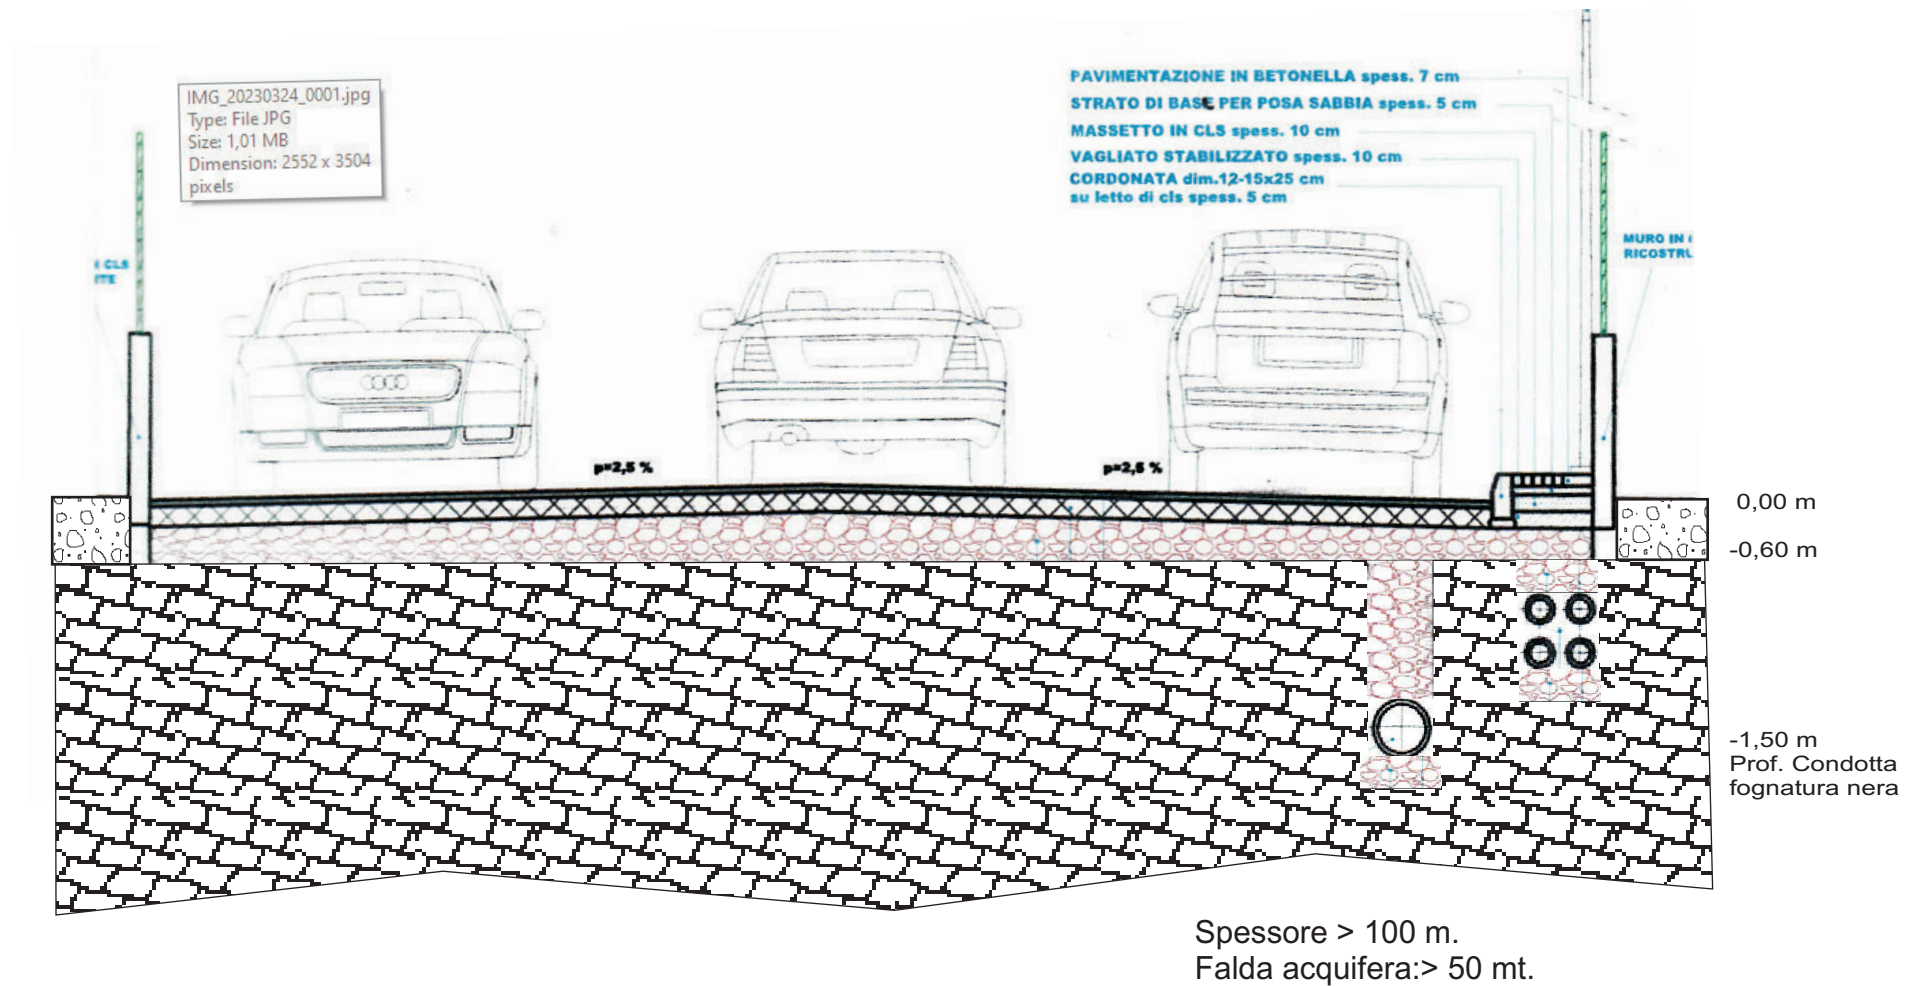 IMG_20230324_0001.jpg
Type: File JPG
Size: 1,01 MB
Dimension: 2552 x 3504
pixels
PAVIMENTAZIONE IN BETONELLA spess. 7 cm
STRATO DI BASE PER POSA SABBIA spess. 5 cm
MASSETTO IN CLS spess. 10 cm
VAGLIATO STABILIZZATO spess. 10 cm
CORDONATA dim.12-15x25 cm
su letto di cls spess. 5 cm
CLS
MURO IN
p=2,5 %
p=2,5 %
0,00 m
-0,60 m
-1,50 m
Prof. Condotta
fognatura nera
Spessore > 100 m.
Falda acquifera:> 50 mt.